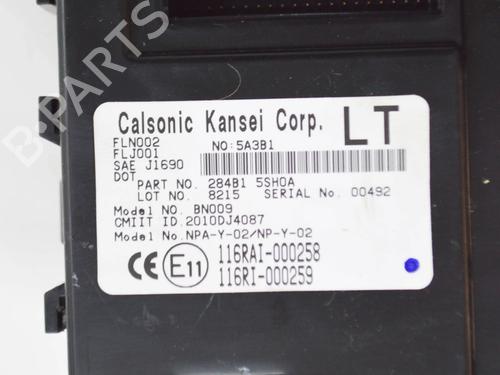 B-PARTS
Calsonic Kansei Corp. LT
FLN002 NO:5A3B1
FLJ001
SAE J1690
DOT
PART NO. 284B1 5SH0A
LOT NO. 8215 SERIAL No. 00492
Model No. BN009
CMIIT ID.2010DJ4087
Model No.NPA-Y-02/NP-Y-02
CE E11 116RAI-000258
116RI-000259